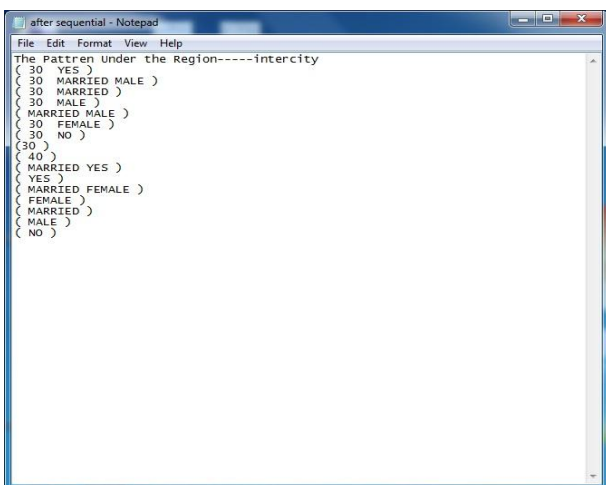 after sequential - Notepad
File Edit Format View Help
The Pattren Under the Region-----intercity
( 30  YES )
( 30  MARRIED MALE )
( 30  MARRIED )
( 30  MALE )
( MARRIED MALE )
( 30  FEMALE )
( 30  NO )
(30 )
( 40 )
( MARRIED YES )
( YES )
( MARRIED FEMALE )
( FEMALE )
( MARRIED )
( MALE )
( NO )